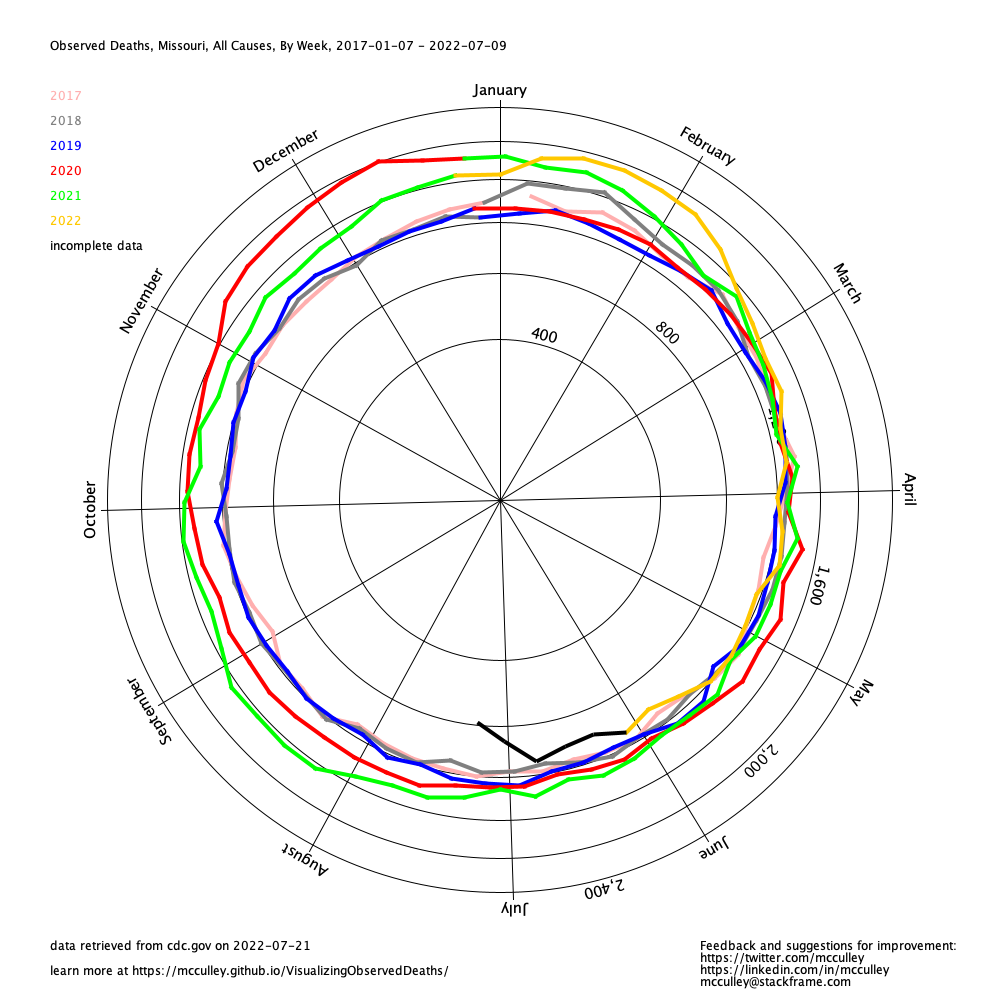 Observed Deaths, Missouri, All Causes, By Week, 2017-01-07 - 2022-07-09
2017
2018
2019
2020
2021
2022
incomplete data
January
February
March
April
May
June
July
August
September
October
November
December
400
800
1,600
2,000
2,400
data retrieved from cdc.gov on 2022-07-21
learn more at https://mcculley.github.io/VisualizingObservedDeaths/
Feedback and suggestions for improvement:
https://twitter.com/mcculley
https://linkedin.com/in/mcculley
mcculley@stackframe.com